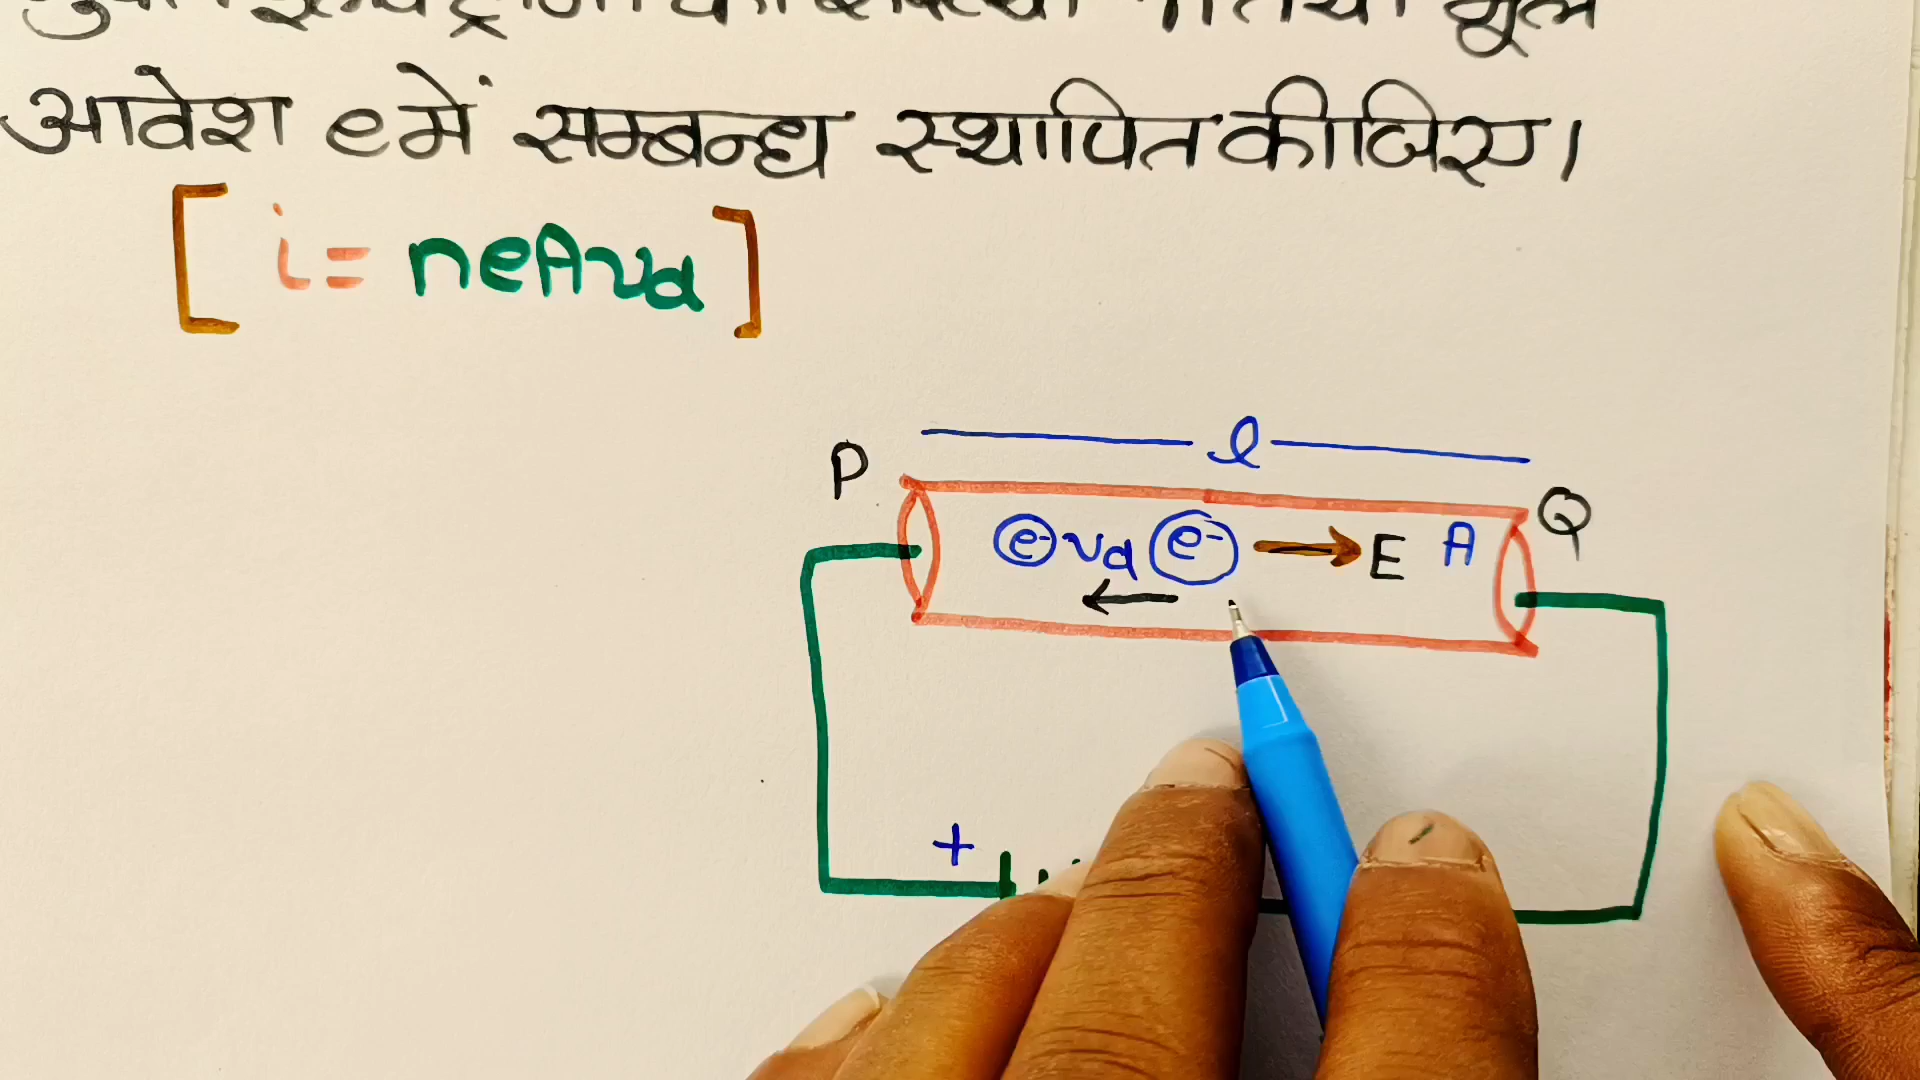 मूल
आवेश e में सम्बन्ध स्थापित कीजिए।
[ i = neAvd ]
l
P
Q
e- vd e- E A
+